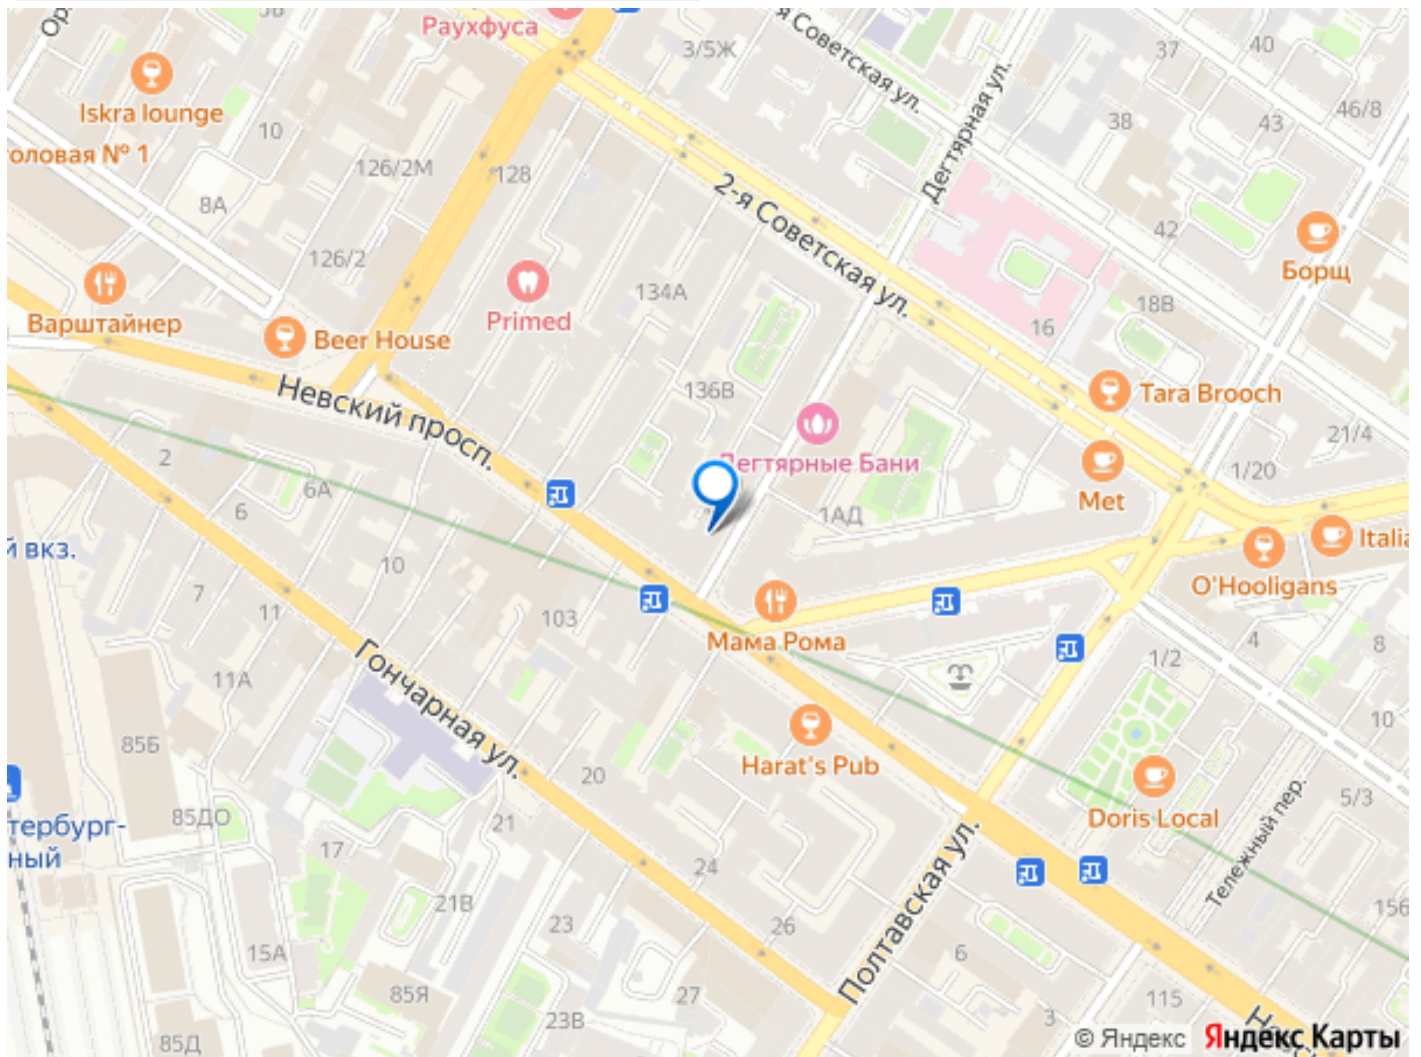 Раухфуса
3/5Ж
я Советская ул.
37
40
Iskra lounge
10
46/8
43
38
оловая № 1
126/2М
128
Дегтярная ул.
8А
2-я Советская ул.
42
126/2
Борщ
134А
18В
Варштайнер
Primed
16
Beer House
Невский просп.
136В
Tara Brooch
21/4
2
Дегтярные Бани
1/20
6А
Met
6
1АД
й вкз.
Italia
10
O'Hooligans
7
11
103
Мама Рома
4
8
1/2
11А
Гончарная ул.
10
85Б
Harat's Pub
20
5/3
тербург-
ный
85ДО
21
Doris Local
Тележный пер.
17
24
Полтавская ул.
21В
23
26
156
15А
6
85Я
27
115
23В
3
Н
85Д
© Яндекс Яндекс Карты